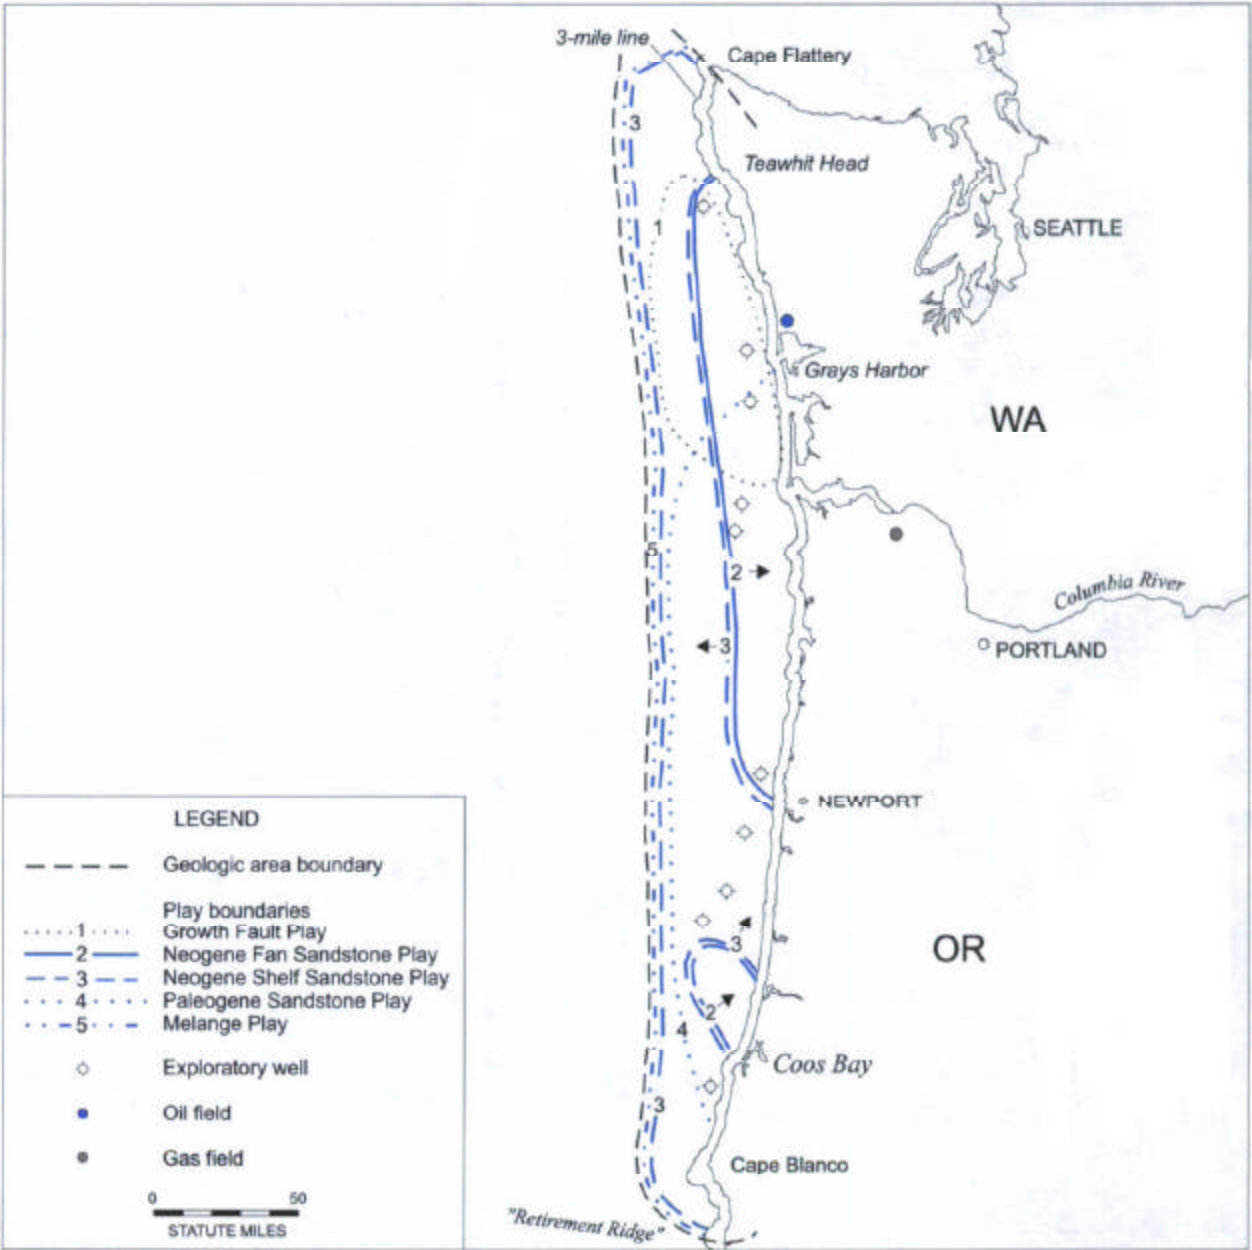 3-mile line
Cape Flattery
3
Teawhit Head
1
SEATTLE
Grays Harbor
WA
5
2
Columbia River
3
PORTLAND
NEWPORT
3
OR
2
4
Coos Bay
3
Cape Blanco
"Retirement Ridge"
LEGEND
Geologic area boundary
Play boundaries
1 Growth Fault Play
2 Neogene Fan Sandstone Play
3 Neogene Shelf Sandstone Play
4 Paleogene Sandstone Play
5 Melange Play
Exploratory well
Oil field
Gas field
0 50
STATUTE MILES